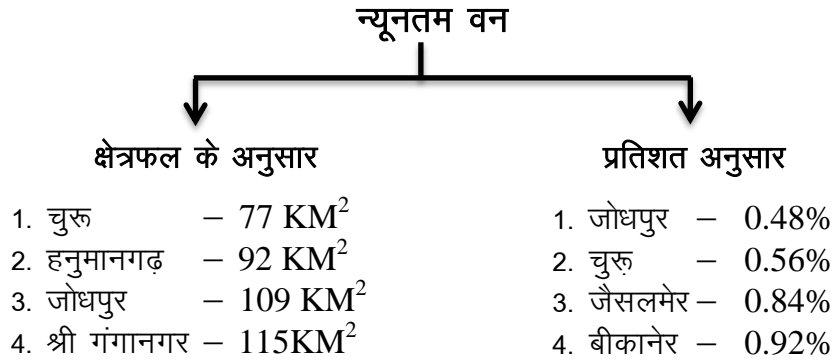 न्यूनतम वन
क्षेत्रफल के अनुसार
1. चुरू – 77 KM²
2. हनुमानगढ़ – 92 KM²
3. जोधपुर – 109 KM²
4. श्री गंगानगर – 115KM²
प्रतिशत अनुसार
1. जोधपुर – 0.48%
2. चुरू – 0.56%
3. जैसलमेर – 0.84%
4. बीकानेर – 0.92%